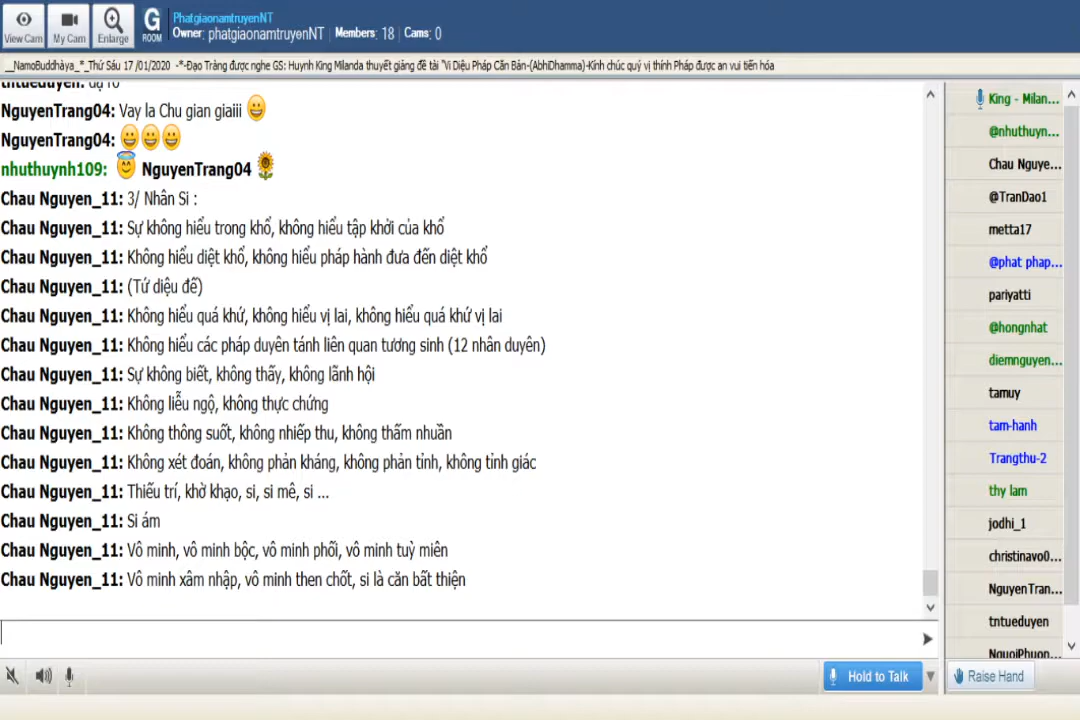 PhatgiaonamtruyenNT
View Cam My Cam Enlarge G ROOM Owner: phatgiaonamtruyenNT | Members: 18 | Cams: 0
__NamoBuddhàya_*_Thứ Sáu 17 /01/2020 -*-Đạo Tràng được nghe GS: Huynh King Milanda thuyết giảng đề tài "Vi Diệu Pháp Căn Bản-(AbhiDhamma)-Kính chúc quý vị thính Pháp được an vui tiến hóa
tntueduyen: dạ rõ
NguyenTrang04: Vay la Chu gian giaiii 😀
NguyenTrang04: 😀😀😀
nhuthuynh109: 😇 NguyenTrang04 🌻
Chau Nguyen_11: 3/ Nhân Si :
Chau Nguyen_11: Sự không hiểu trong khổ, không hiểu tập khởi của khổ
Chau Nguyen_11: Không hiểu diệt khổ, không hiểu pháp hành đưa đến diệt khổ
Chau Nguyen_11: (Tứ diệu đế)
Chau Nguyen_11: Không hiểu quá khứ, không hiểu vị lai, không hiểu quá khứ vị lai
Chau Nguyen_11: Không hiểu các pháp duyên tánh liên quan tương sinh (12 nhân duyên)
Chau Nguyen_11: Sự không biết, không thấy, không lãnh hội
Chau Nguyen_11: Không liễu ngộ, không thực chứng
Chau Nguyen_11: Không thông suốt, không nhiếp thu, không thấm nhuần
Chau Nguyen_11: Không xét đoán, không phản kháng, không phản tỉnh, không tỉnh giác
Chau Nguyen_11: Thiếu trí, khờ khạo, si, si mê, si ...
Chau Nguyen_11: Si ám
Chau Nguyen_11: Vô minh, vô minh bộc, vô minh phối, vô minh tuỳ miên
Chau Nguyen_11: Vô minh xâm nhập, vô minh then chốt, si là căn bất thiện
King - Milan...
@nhuthuyn...
Chau Nguye...
@TranDao1
metta17
@phat phap...
pariyatti
@hongnhat
diemnguyen...
tamuy
tam-hanh
Trangthu-2
thy lam
jodhi_1
christinavo0...
NguyenTran...
tntueduyen
NguoiPhuon...
Hold to Talk
Raise Hand